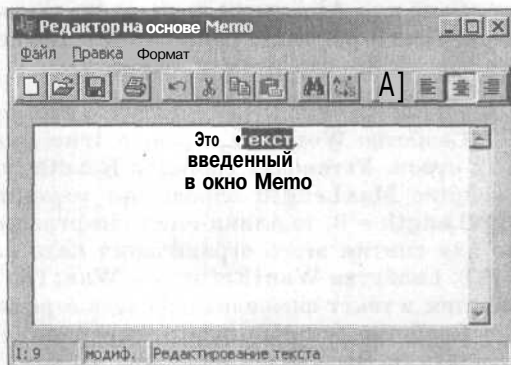 Редактор на основе Memo
Файл Правка Формат
A]
Это •текст,
введенный
в окно Memo
1: 9 модиф. Редактирование текста